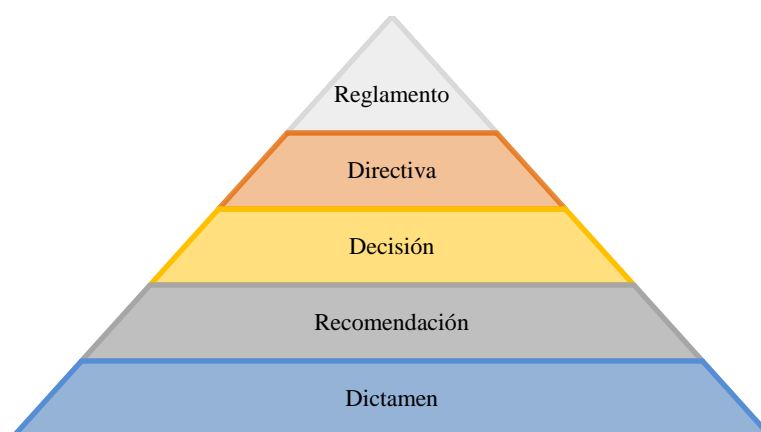 Reglamento
Directiva
Decisión
Recomendación
Dictamen